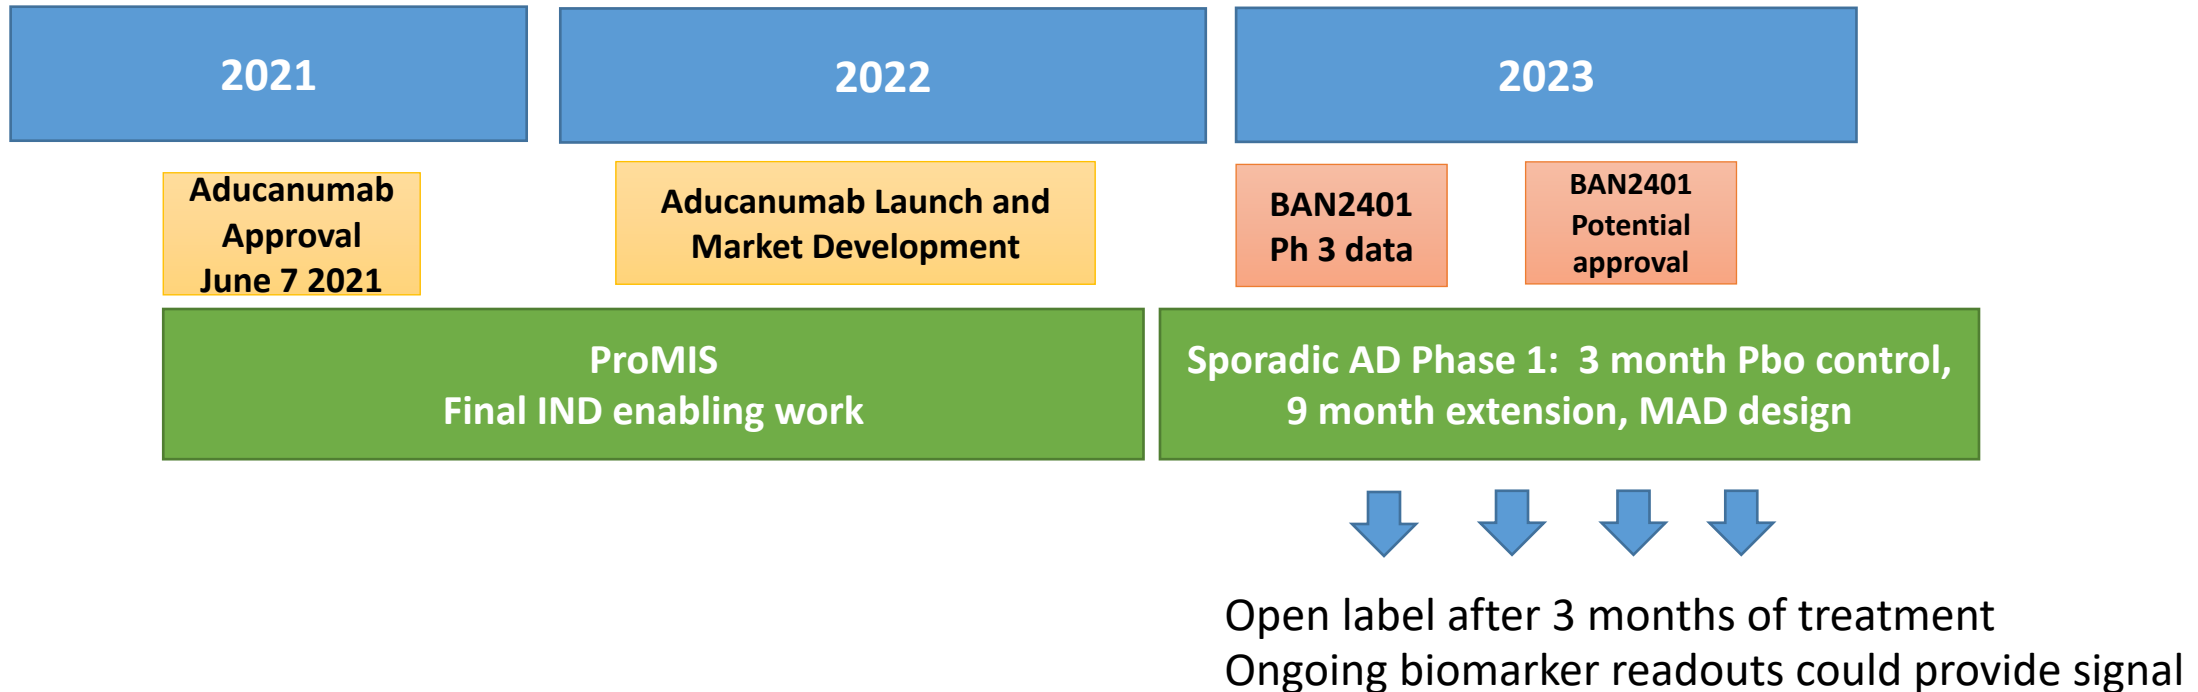 2021
2022
2023
Aducanumab
Approval
June 7 2021
Aducanumab Launch and
Market Development
BAN2401
Ph 3 data
BAN2401
Potential
approval
ProMIS
Final IND enabling work
Sporadic AD Phase 1: 3 month Pbo control,
9 month extension, MAD design
Open label after 3 months of treatment
Ongoing biomarker readouts could provide signal